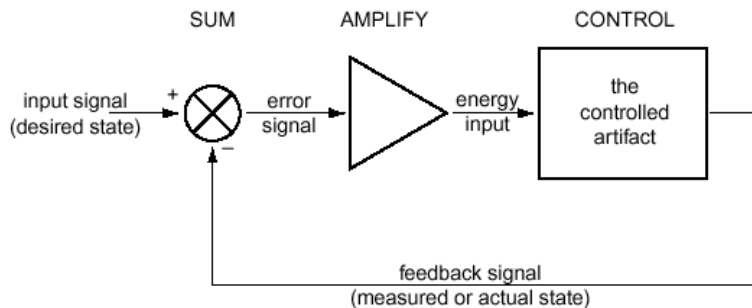 SUM
AMPLIFY
CONTROL
input signal
(desired state)
+
–
error
signal
energy
input
the
controlled
artifact
feedback signal
(measured or actual state)